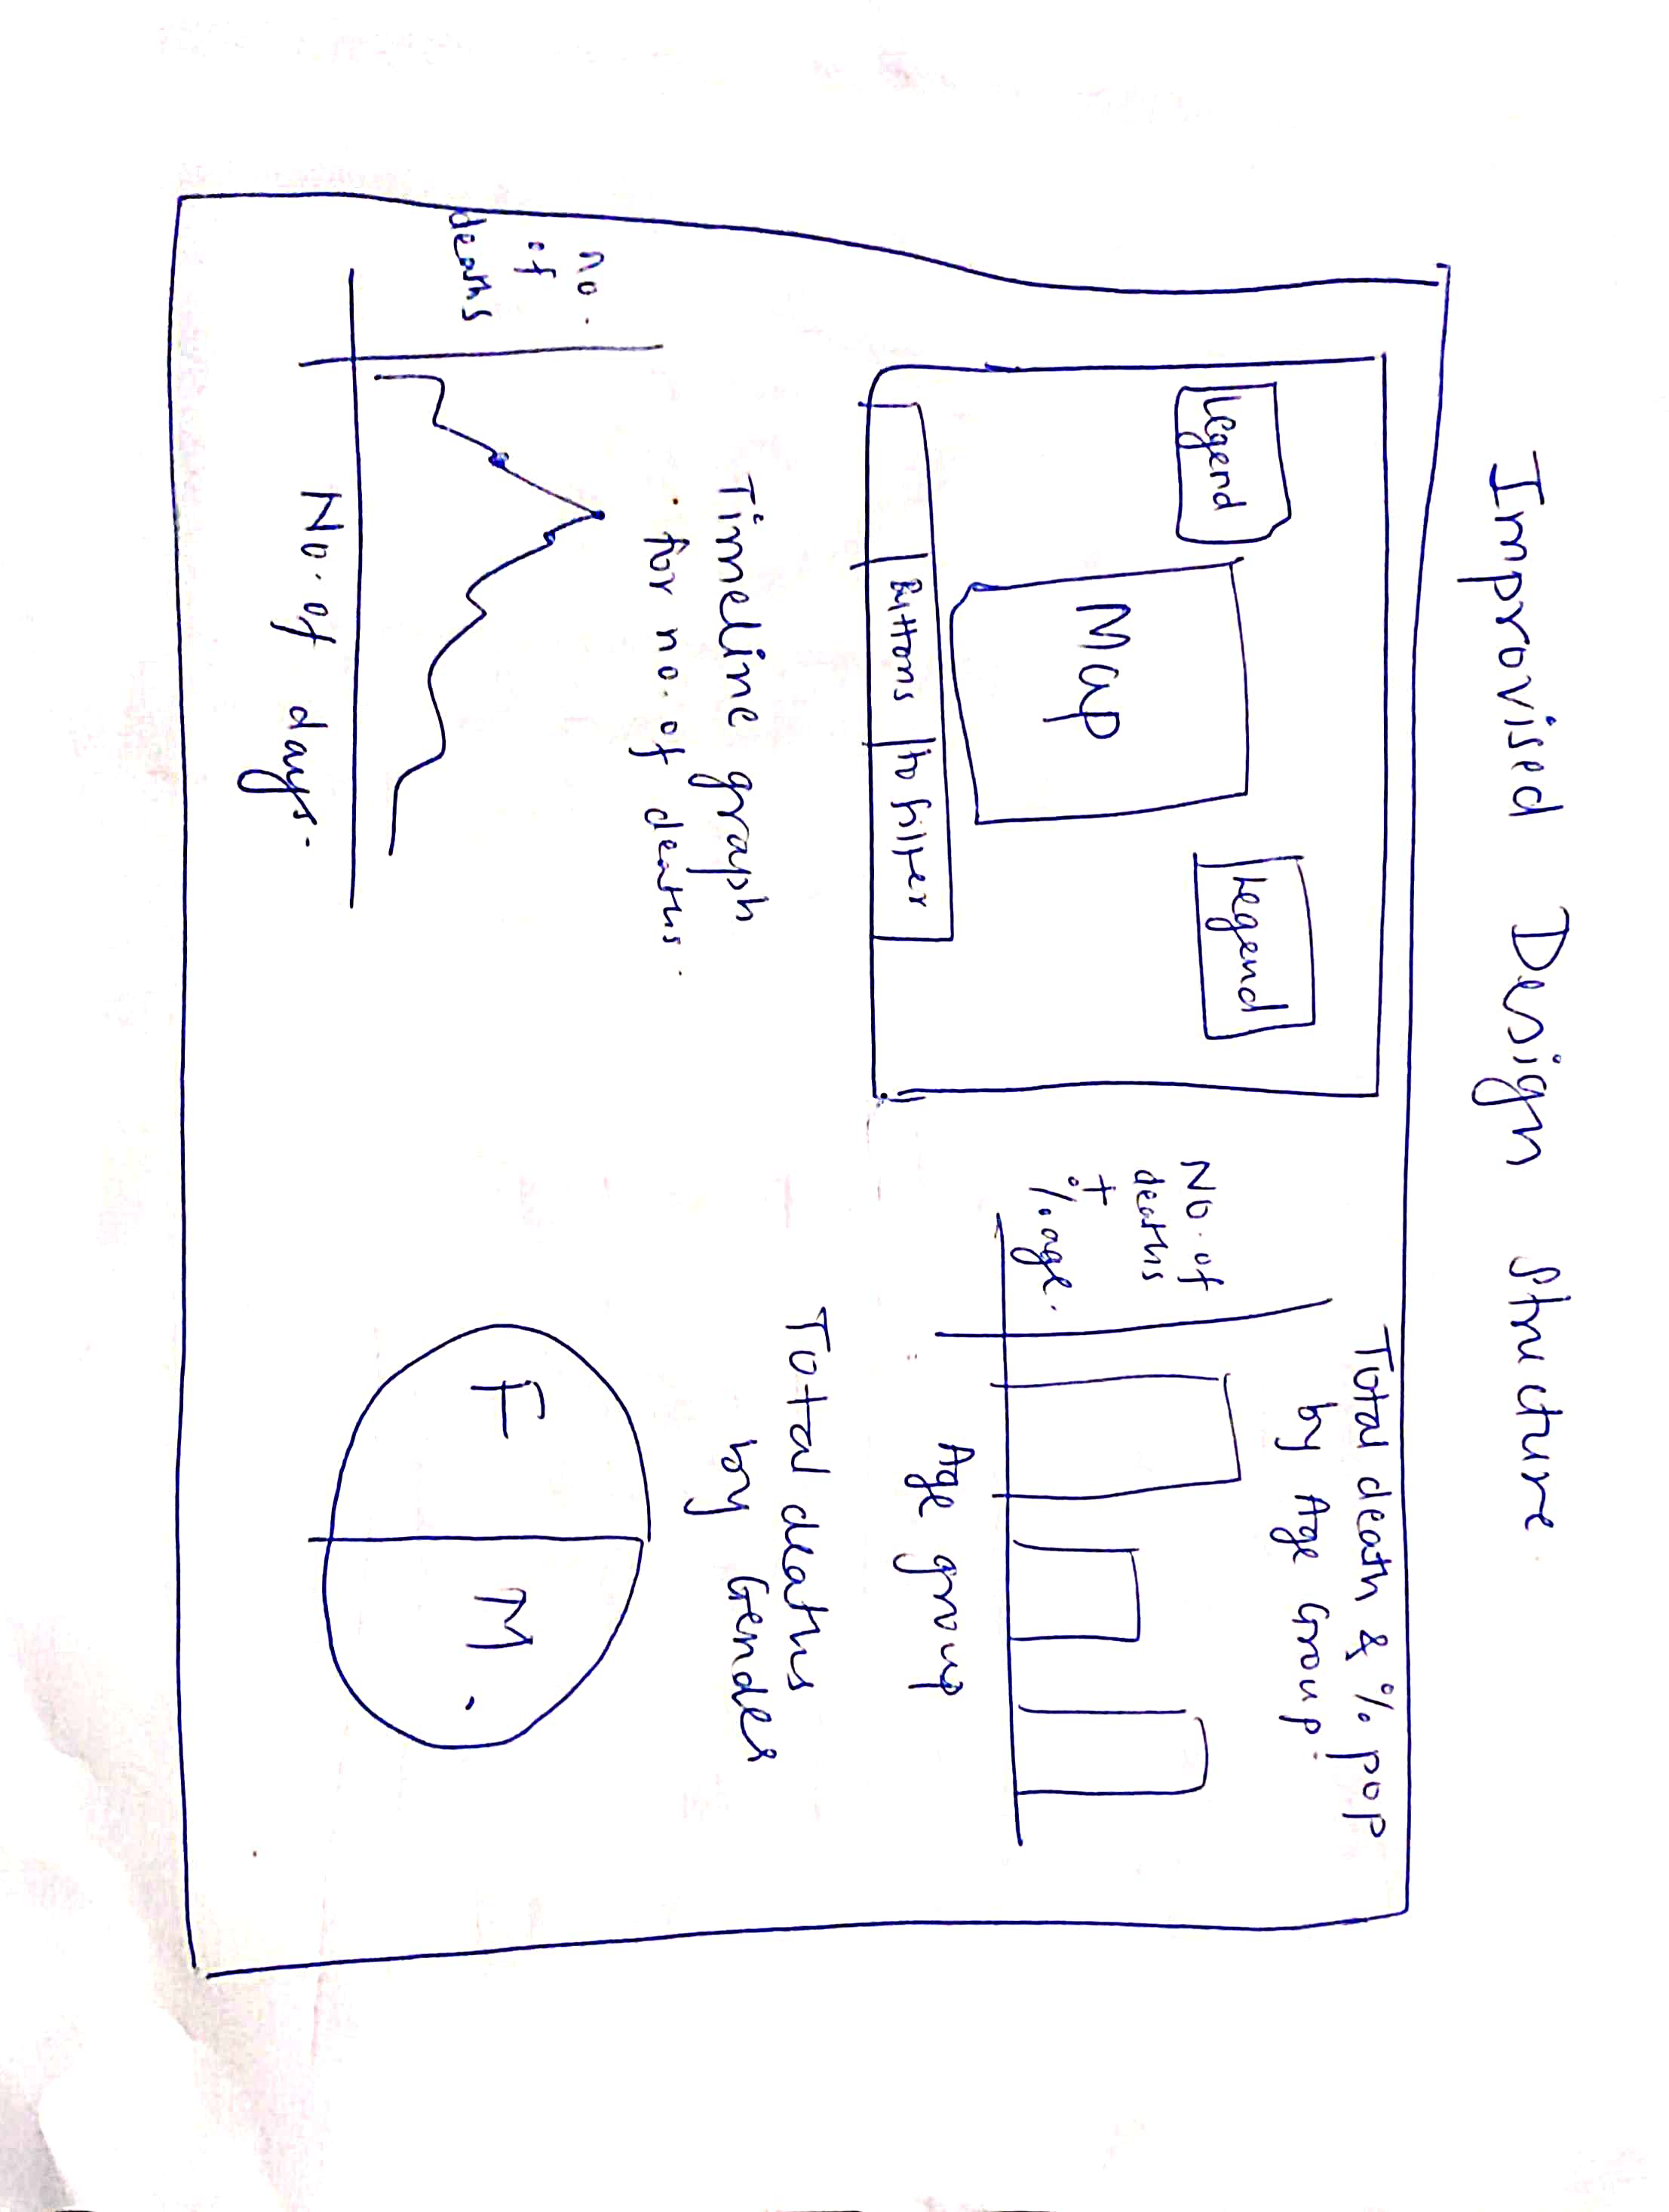 Improvised Design Structure
Legend
Map
Legend
Buttons to filter
Total death & % pop
by Age Group.
No. of
deaths
+
%age.
Age group
Timeline graph
for no. of deaths.
no.
of
deaths
No. of days.
Total deaths
by Gender
F
M